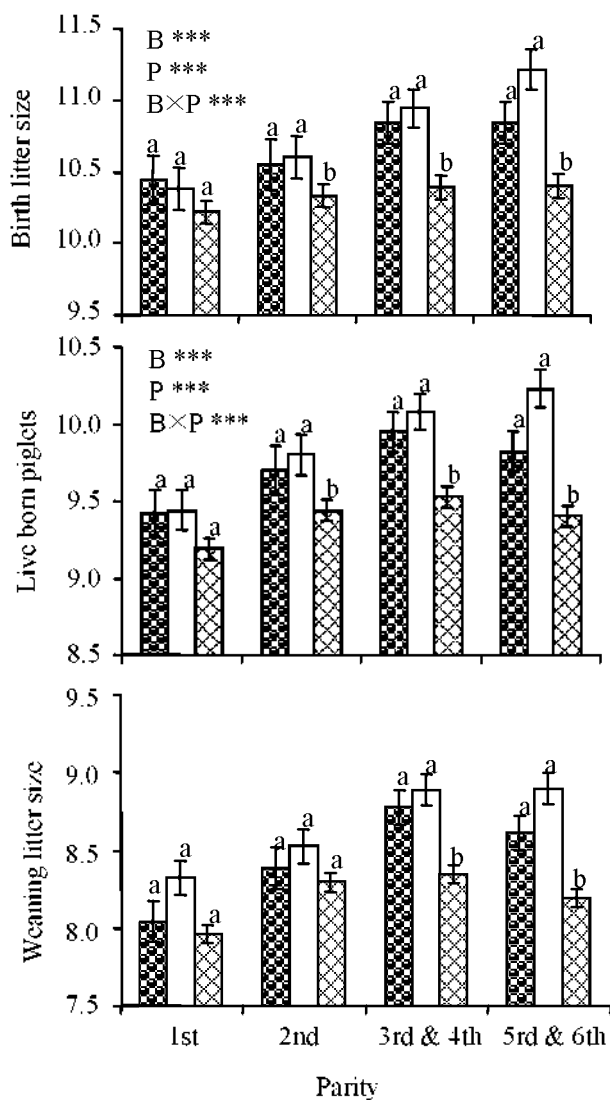 11.5
11.0
10.5
10.0
9.5
Birth litter size
B ***
P ***
B×P ***
a a a
a a b
a a b
a a b
10.5
10.0
9.5
9.0
8.5
Live born piglets
B ***
P ***
B×P ***
a a a
a a b
a a b
a a b
9.5
9.0
8.5
8.0
7.5
Weaning litter size
a a a
a a a
a a b
a a b
1st 2nd 3rd & 4th 5rd & 6th
Parity